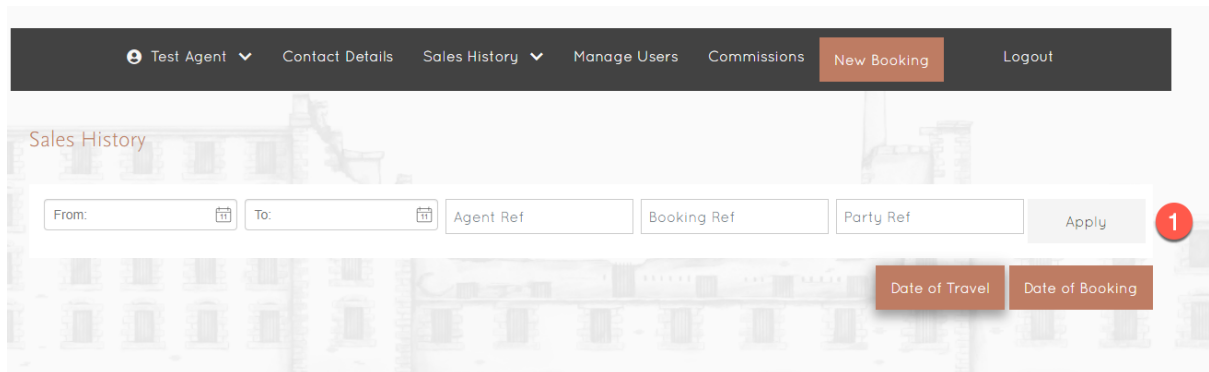 Test Agent Contact Details Sales History Manage Users Commissions New Booking Logout
Sales History
From: 11 To: 11 Agent Ref Booking Ref Party Ref Apply 1
Date of Travel Date of Booking